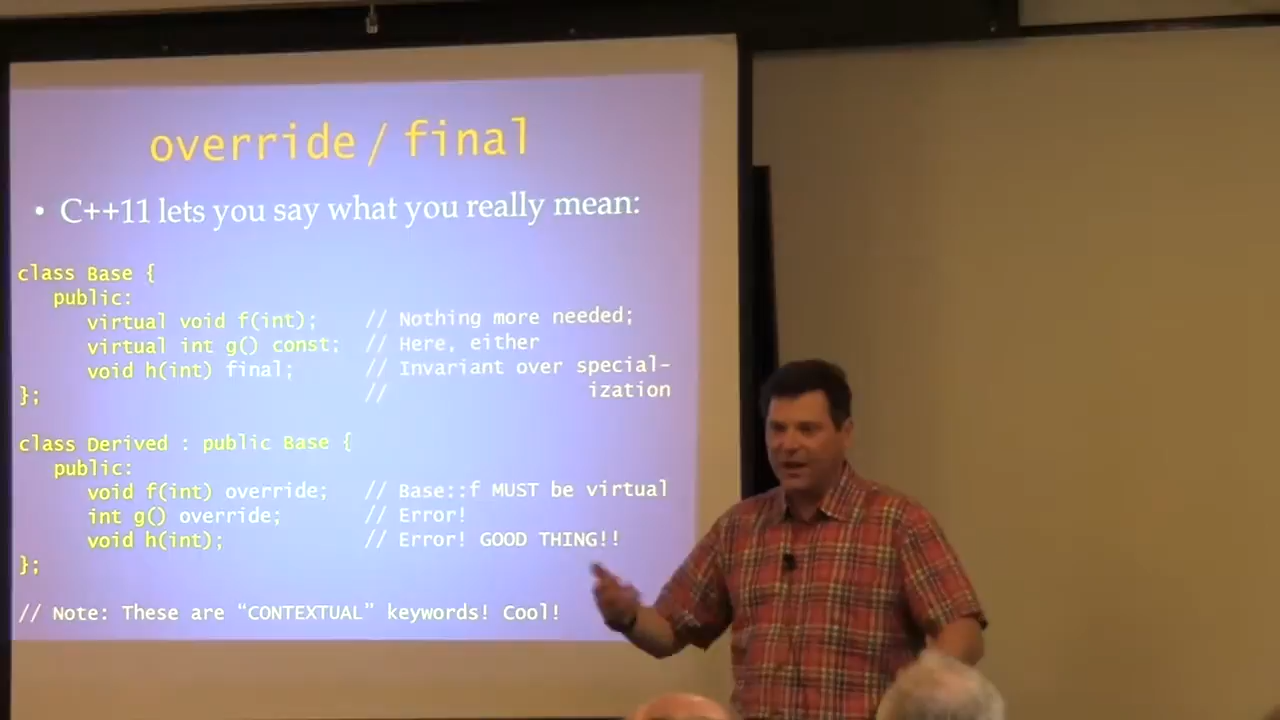 override / final
• C++11 lets you say what you really mean:
class Base {
public:
virtual void f(int); // Nothing more needed;
virtual int g() const; // Here, either
void h(int) final; // Invariant over special-
}; // ization
class Derived : public Base {
public:
void f(int) override; // Base::f MUST be virtual
int g() override; // Error!
void h(int); // Error! GOOD THING!!
};
// Note: These are “CONTEXTUAL” keywords! Cool!